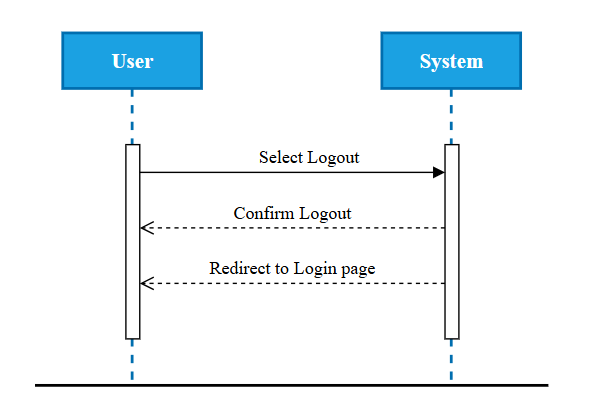 User
System
Select Logout
Confirm Logout
Redirect to Login page